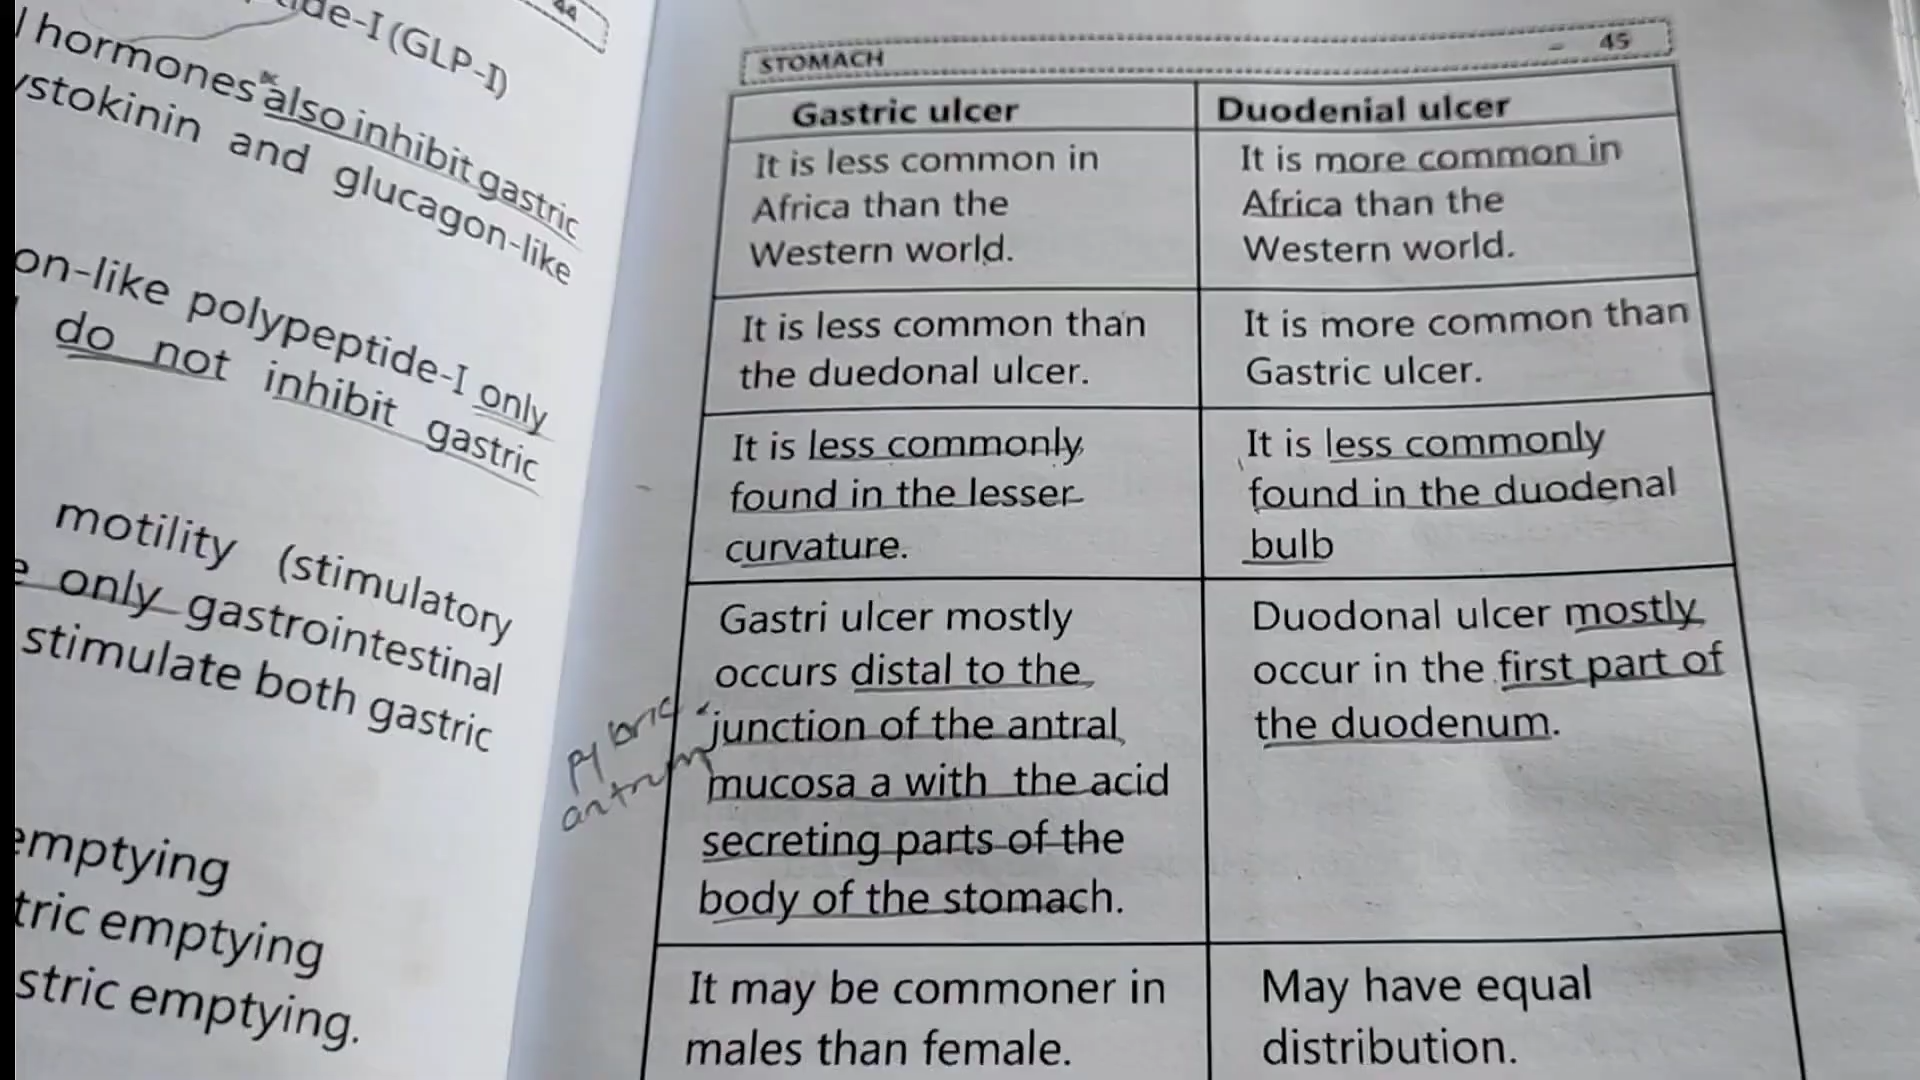 44
ide-I (GLP-I)
l hormones also inhibit gastric
ystokinin and glucagon-like
on-like polypeptide-I only
do not inhibit gastric
motility (stimulatory
e only gastrointestinal
stimulate both gastric
emptying
tric emptying
stric emptying.
STOMACH 45
Gastric ulcer
Duodenial ulcer
It is less common in
Africa than the
Western world.
It is more common in
Africa than the
Western world.
It is less common than
the duedonal ulcer.
It is more common than
Gastric ulcer.
It is less commonly
found in the lesser
curvature.
It is less commonly
found in the duodenal
bulb
Gastri ulcer mostly
occurs distal to the
junction of the antral
mucosa a with the acid
secreting parts of the
body of the stomach.
pyloric
antrum
Duodonal ulcer mostly
occur in the first part of
the duodenum.
It may be commoner in
males than female.
May have equal
distribution.